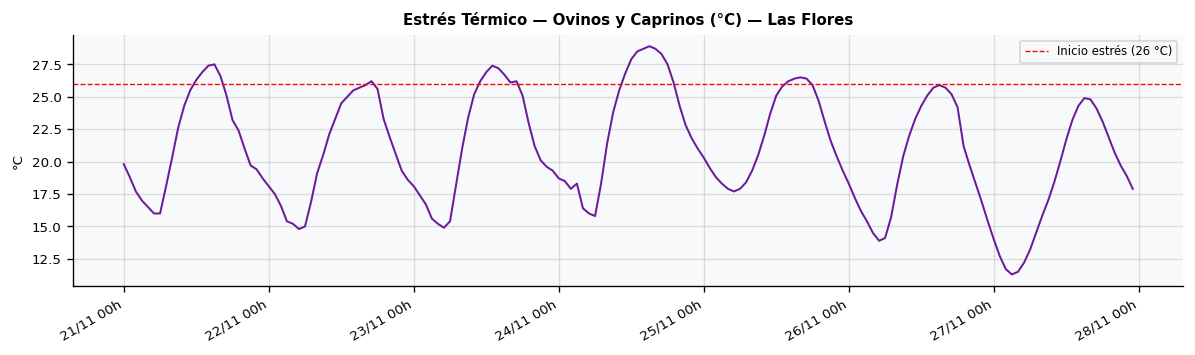 Estrés Térmico — Ovinos y Caprinos (°C) — Las Flores
Inicio estrés (26 °C)
°C
27.5
25.0
22.5
20.0
17.5
15.0
12.5
21/11 00h
22/11 00h
23/11 00h
24/11 00h
25/11 00h
26/11 00h
27/11 00h
28/11 00h